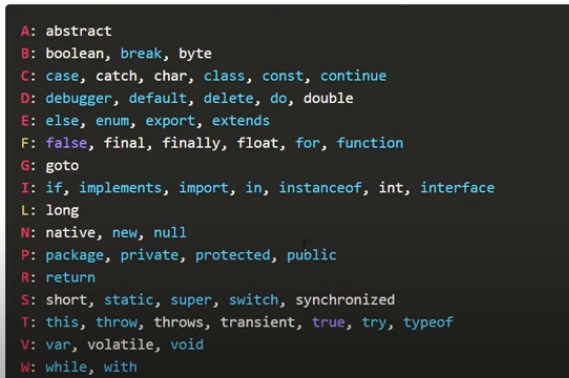 A: abstract
B: boolean, break, byte
C: case, catch, char, class, const, continue
D: debugger, default, delete, do, double
E: else, enum, export, extends
F: false, final, finally, float, for, function
G: goto
I: if, implements, import, in, instanceof, int, interface
L: long
N: native, new, null
P: package, private, protected, public
R: return
S: short, static, super, switch, synchronized
T: this, throw, throws, transient, true, try, typeof
V: var, volatile, void
W: while, with